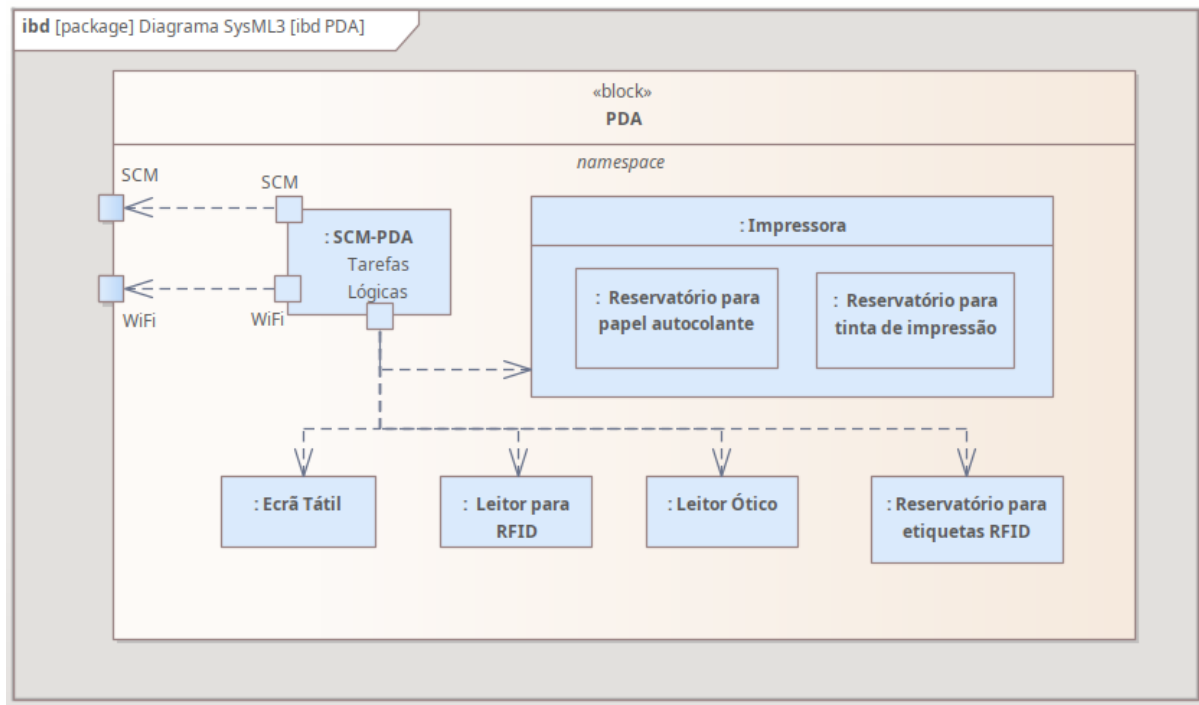 ibd [package] Diagrama SysML3 [ibd PDA]
«block»
PDA
namespace
SCM
SCM
: SCM-PDA
Tarefas
Lógicas
WiFi
WiFi
: Impressora
: Reservatório para
papel autocolante
: Reservatório para
tinta de impressão
: Ecrã Tátil
: Leitor para
RFID
: Leitor Ótico
: Reservatório para
etiquetas RFID